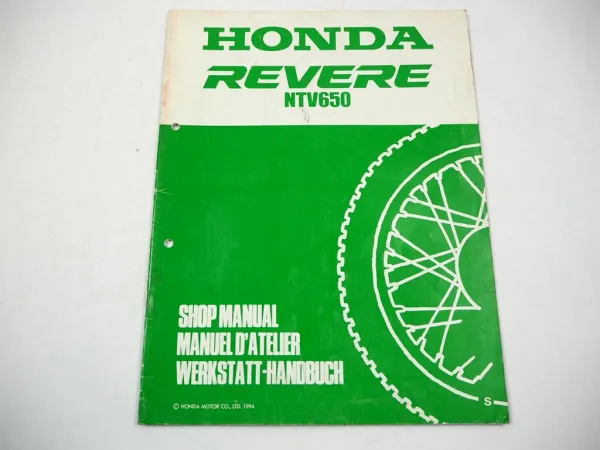 HONDA
REVERE
NTV650
SHOP MANUAL
MANUEL D'ATELIER
WERKSTATT-HANDBUCH
© HONDA MOTOR CO., LTD. 1994
S